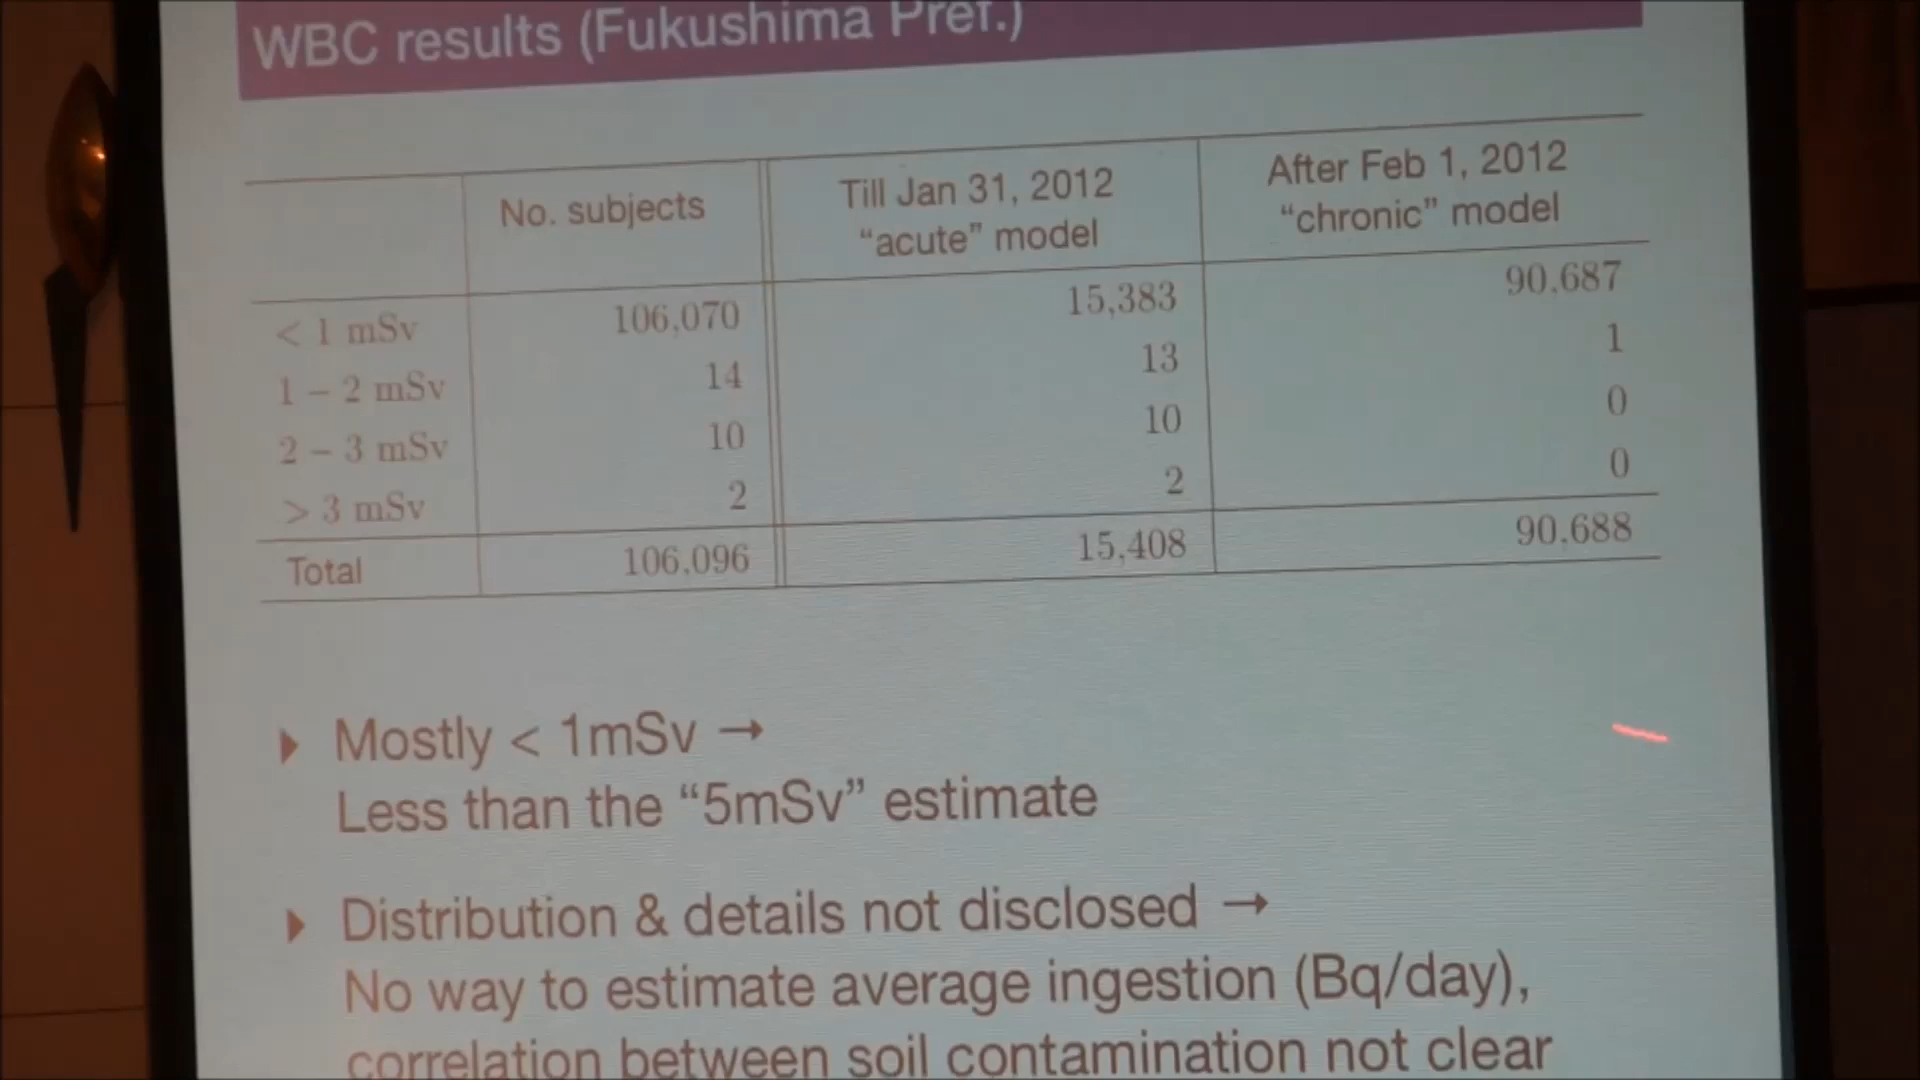 WBC results (Fukushima Pref.)
No. subjects
Till Jan 31, 2012
“acute” model
After Feb 1, 2012
“chronic” model
< 1 mSv 106,070 15,383 90,687
1 – 2 mSv 14 13 1
2 – 3 mSv 10 10 0
> 3 mSv 2 2 0
Total 106,096 15,408 90,688
Mostly < 1mSv →
Less than the “5mSv” estimate
Distribution & details not disclosed →
No way to estimate average ingestion (Bq/day),
correlation between soil contamination not clear